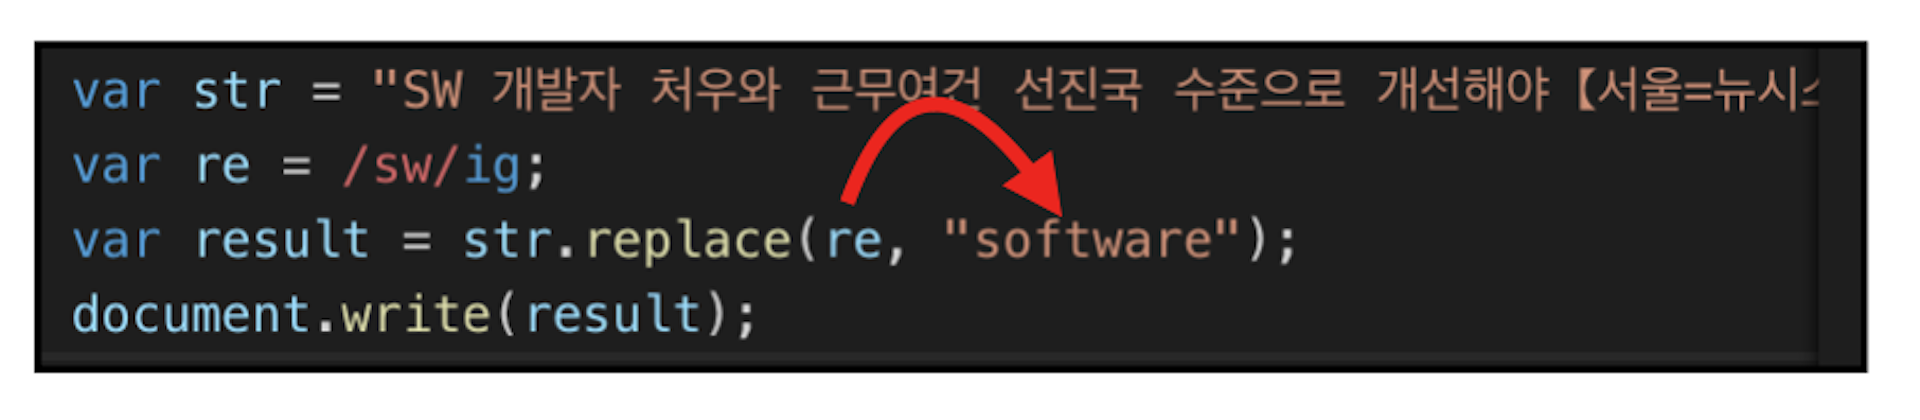 var str = "SW 개발자 처우와 근무여건 선진국 수준으로 개선해야【서울=뉴시
var re = /sw/ig;
var result = str.replace(re, "software");
document.write(result);